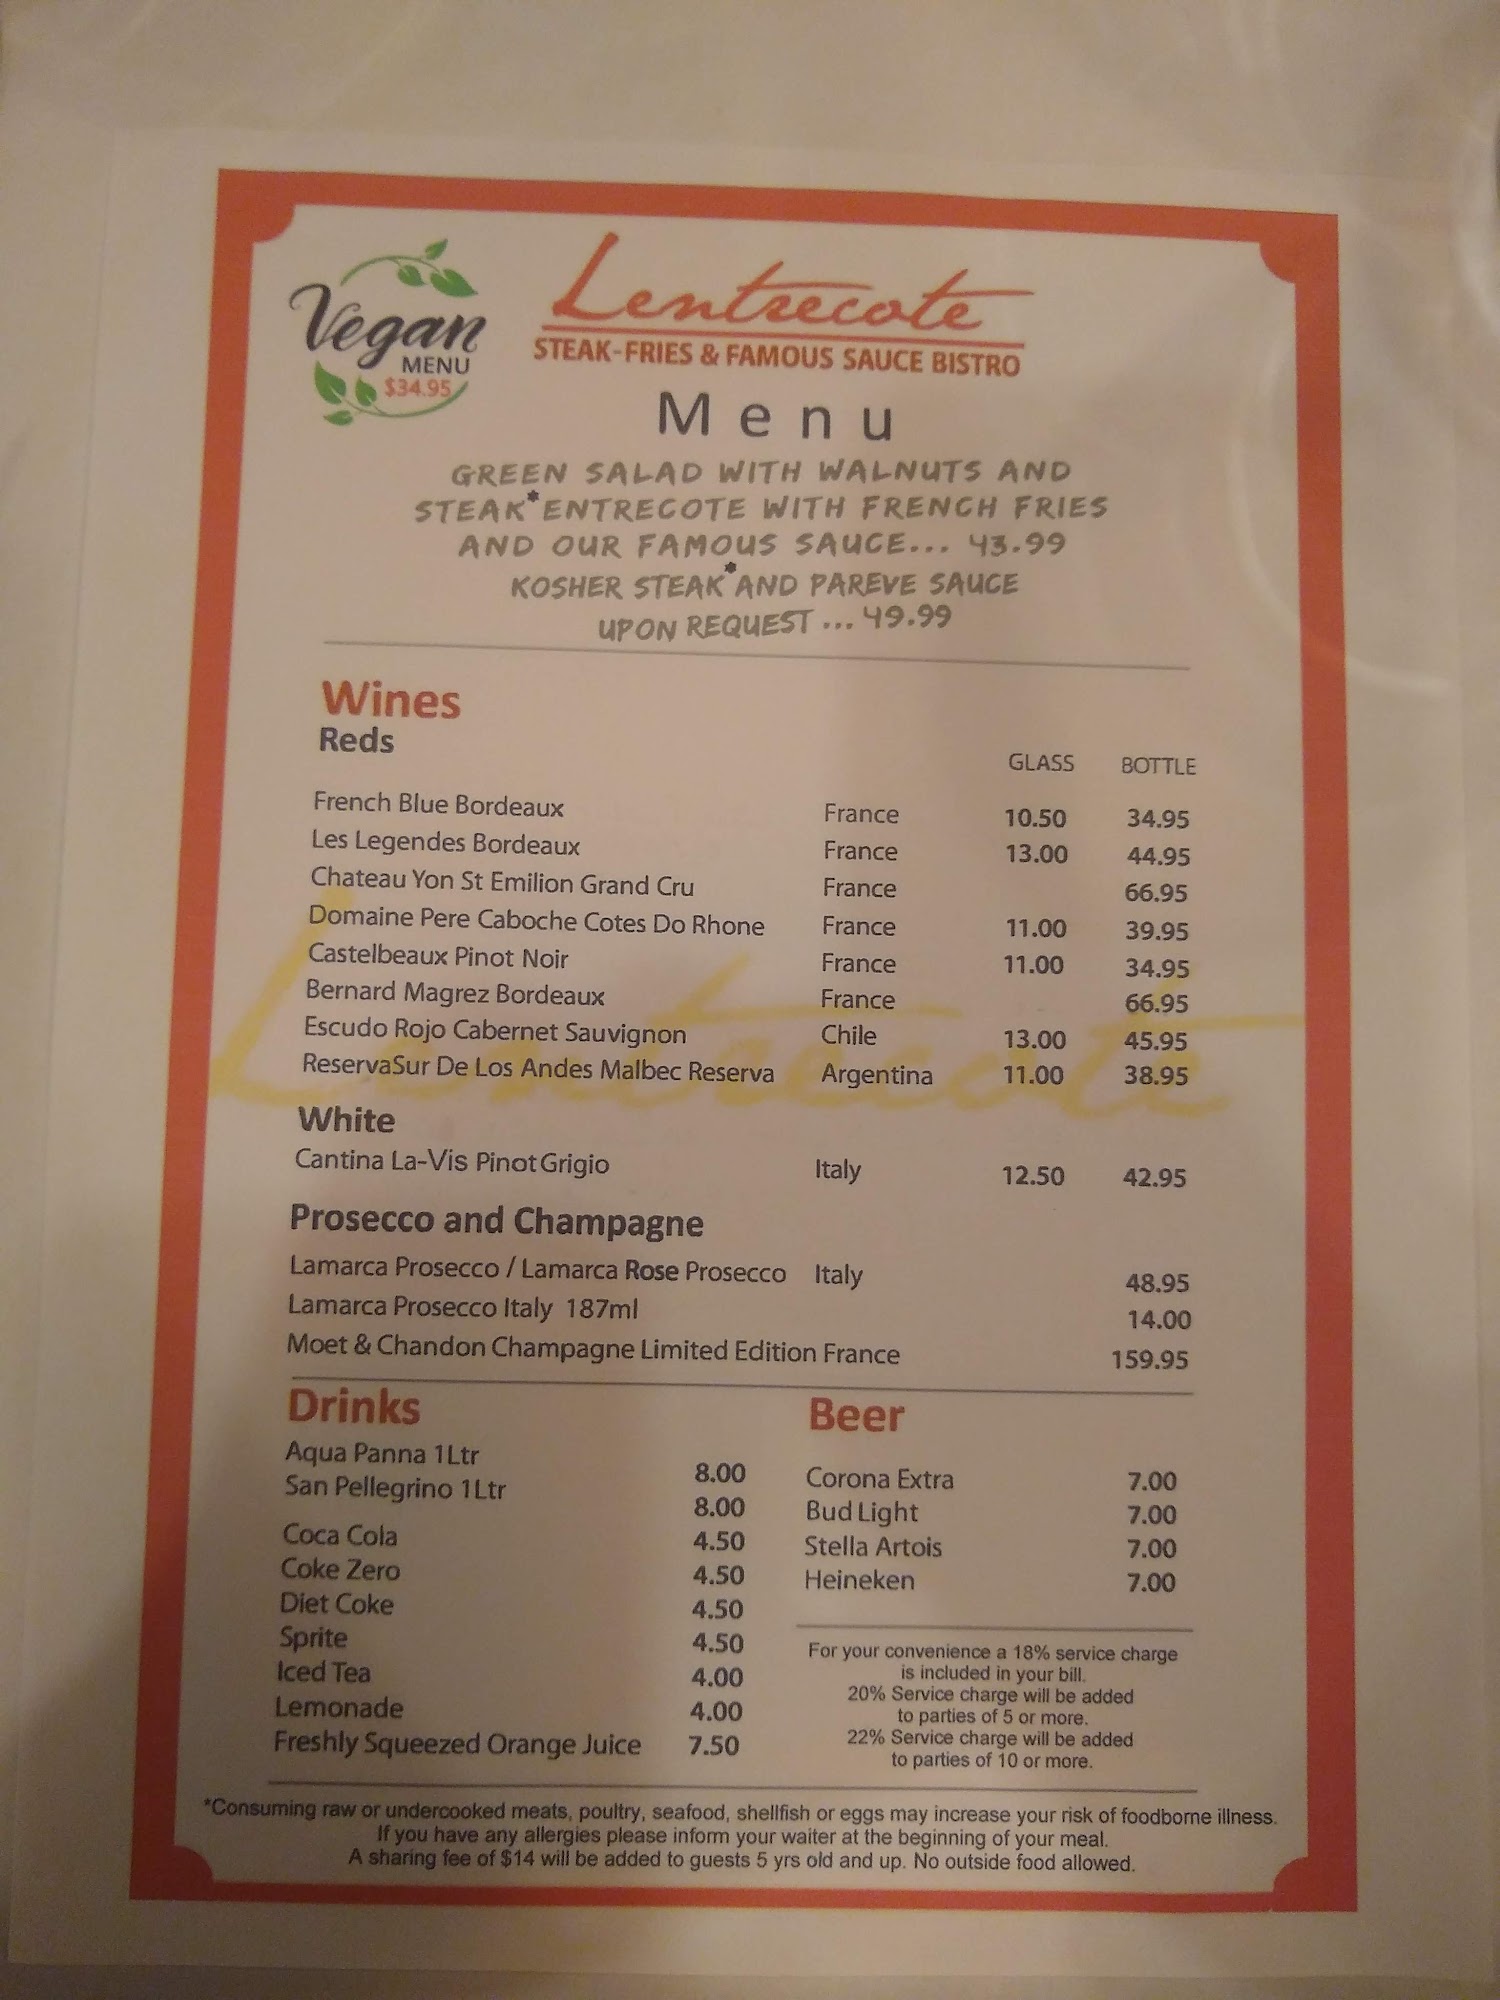 Vegan
MENU
$34.95
Lentrecote
STEAK-FRIES & FAMOUS SAUCE BISTRO
Menu
GREEN SALAD WITH WALNUTS AND
STEAK* ENTRECOTE WITH FRENCH FRIES
AND OUR FAMOUS SAUCE... 43.99
KOSHER STEAK* AND PAREVE SAUCE
UPON REQUEST ... 49.99
Wines
Reds
GLASS BOTTLE
French Blue Bordeaux France 10.50 34.95
Les Legendes Bordeaux France 13.00 44.95
Chateau Yon St Emilion Grand Cru France 66.95
Domaine Pere Caboche Cotes Do Rhone France 11.00 39.95
Castelbeaux Pinot Noir France 11.00 34.95
Bernard Magrez Bordeaux France 66.95
Escudo Rojo Cabernet Sauvignon Chile 13.00 45.95
ReservaSur De Los Andes Malbec Reserva Argentina 11.00 38.95
Lentrecote
White
Cantina La-Vis Pinot Grigio Italy 12.50 42.95
Prosecco and Champagne
Lamarca Prosecco / Lamarca Rose Prosecco Italy 48.95
Lamarca Prosecco Italy 187ml 14.00
Moet & Chandon Champagne Limited Edition France 159.95
Drinks
Aqua Panna 1Ltr 8.00
San Pellegrino 1Ltr 8.00
Coca Cola 4.50
Coke Zero 4.50
Diet Coke 4.50
Sprite 4.50
Iced Tea 4.00
Lemonade 4.00
Freshly Squeezed Orange Juice 7.50
Beer
Corona Extra 7.00
Bud Light 7.00
Stella Artois 7.00
Heineken 7.00
For your convenience a 18% service charge
is included in your bill.
20% Service charge will be added
to parties of 5 or more.
22% Service charge will be added
to parties of 10 or more.
*Consuming raw or undercooked meats, poultry, seafood, shellfish or eggs may increase your risk of foodborne illness.
If you have any allergies please inform your waiter at the beginning of your meal.
A sharing fee of $14 will be added to guests 5 yrs old and up. No outside food allowed.